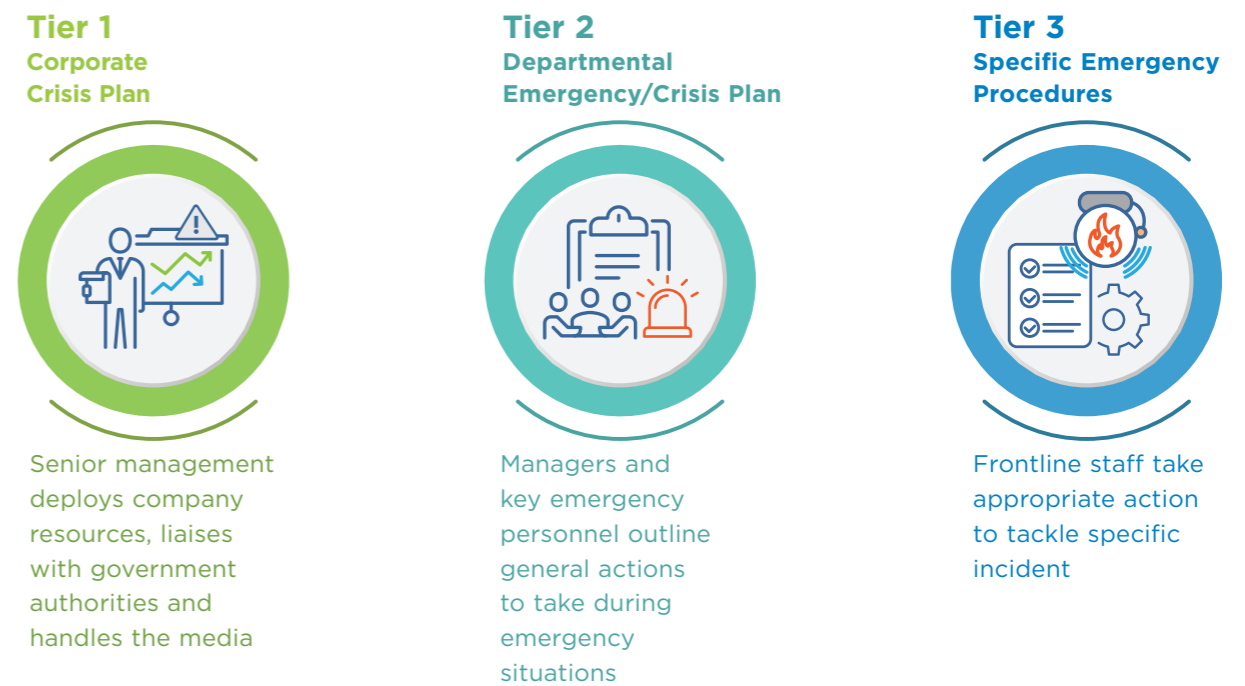 Tier 1
Corporate
Crisis Plan
Senior management
deploys company
resources, liaises
with government
authorities and
handles the media
Tier 2
Departmental
Emergency/Crisis Plan
Managers and
key emergency
personnel outline
general actions
to take during
emergency
situations
Tier 3
Specific Emergency
Procedures
Frontline staff take
appropriate action
to tackle specific
incident